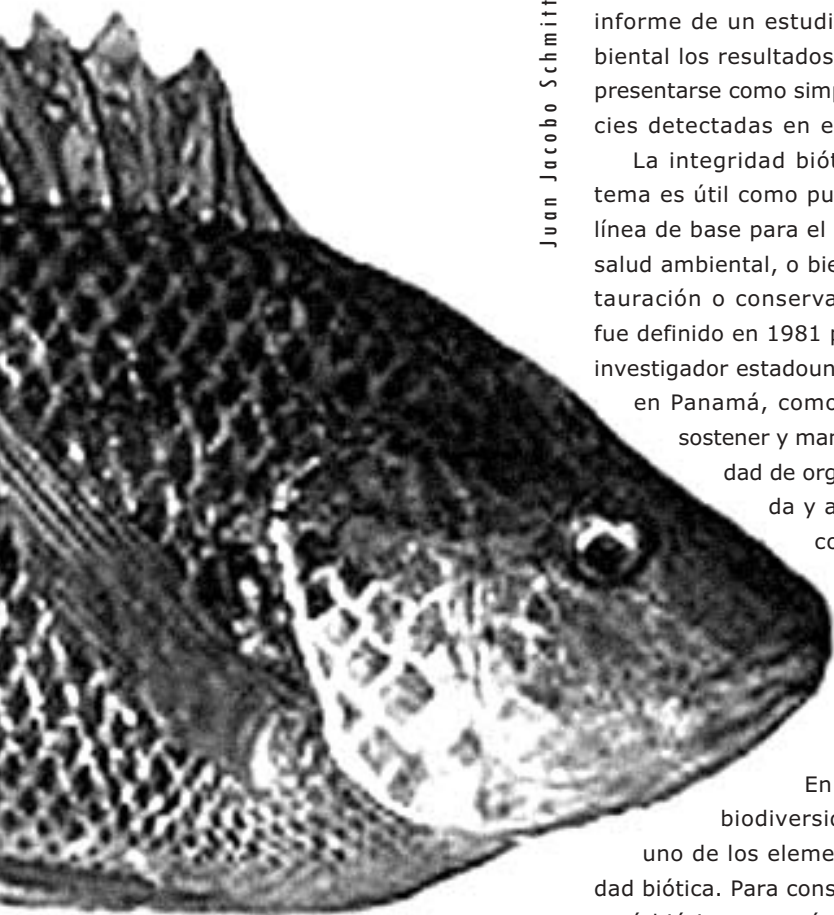 Juan Jacobo Schmitt
informe de un estudi
biental los resultados
presentarse como simp
cies detectadas en e
La integridad biót
tema es útil como pu
línea de base para el
salud ambiental, o bie
tauración o conserva
fue definido en 1981 p
investigador estadoun
en Panamá, como
sostener y mar
dad de org
da y a
co
En
biodiversid
uno de los eleme
dad biótica. Para cons